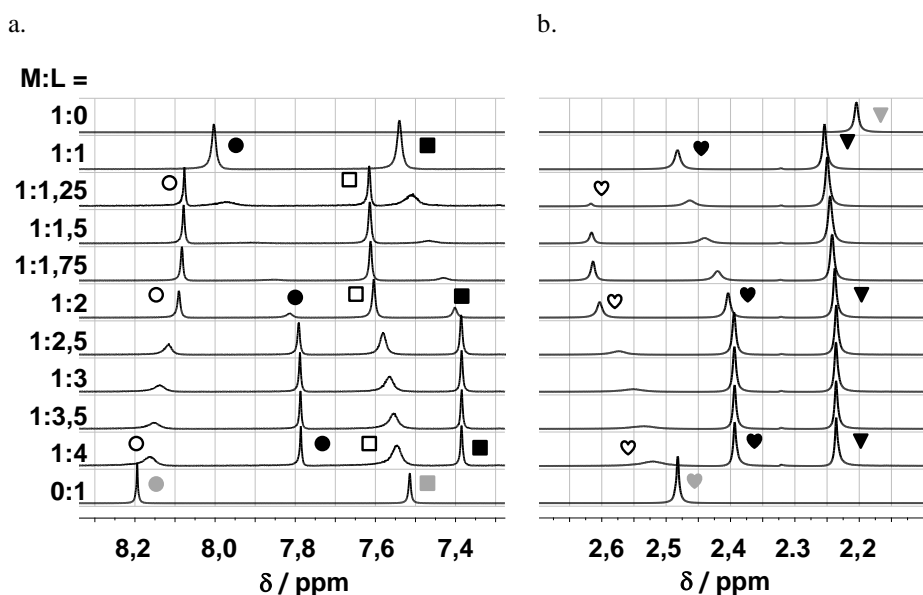 a.
b.
M:L =
1:0
1:1
1:1,25
1:1,5
1:1,75
1:2
1:2,5
1:3
1:3,5
1:4
0:1
8,2 8,0 7,8 7,6 7,4
δ / ppm
2,6 2,5 2,4 2.3 2,2
δ / ppm